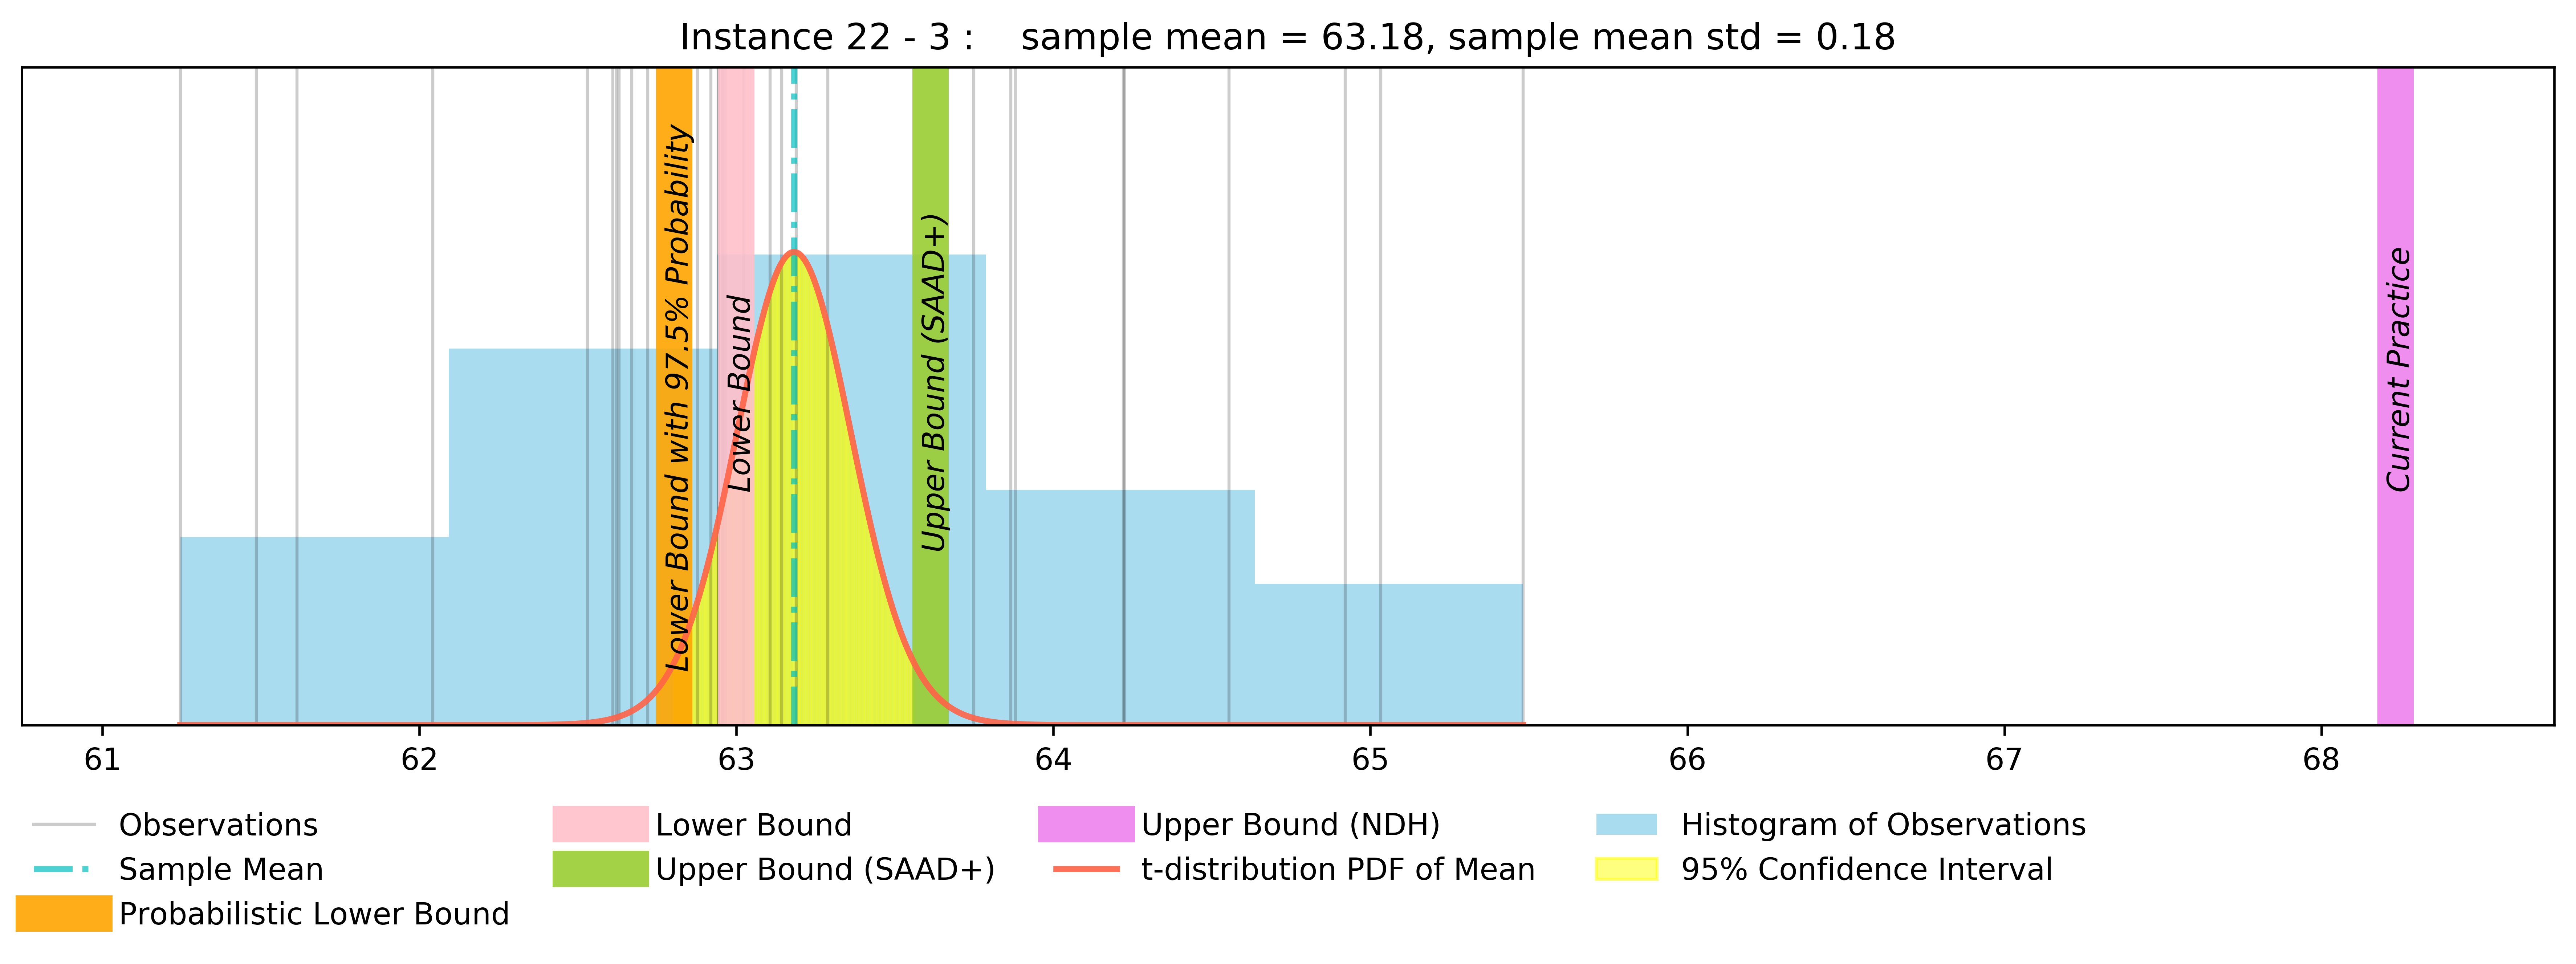 Instance 22 - 3 :    sample mean = 63.18, sample mean std = 0.18
Lower Bound with 97.5% Probability
Lower Bound
Upper Bound (SAAD+)
Current Practice
61 62 63 64 65 66 67 68
Observations
Sample Mean
Probabilistic Lower Bound
Lower Bound
Upper Bound (SAAD+)
Upper Bound (NDH)
t-distribution PDF of Mean
Histogram of Observations
95% Confidence Interval